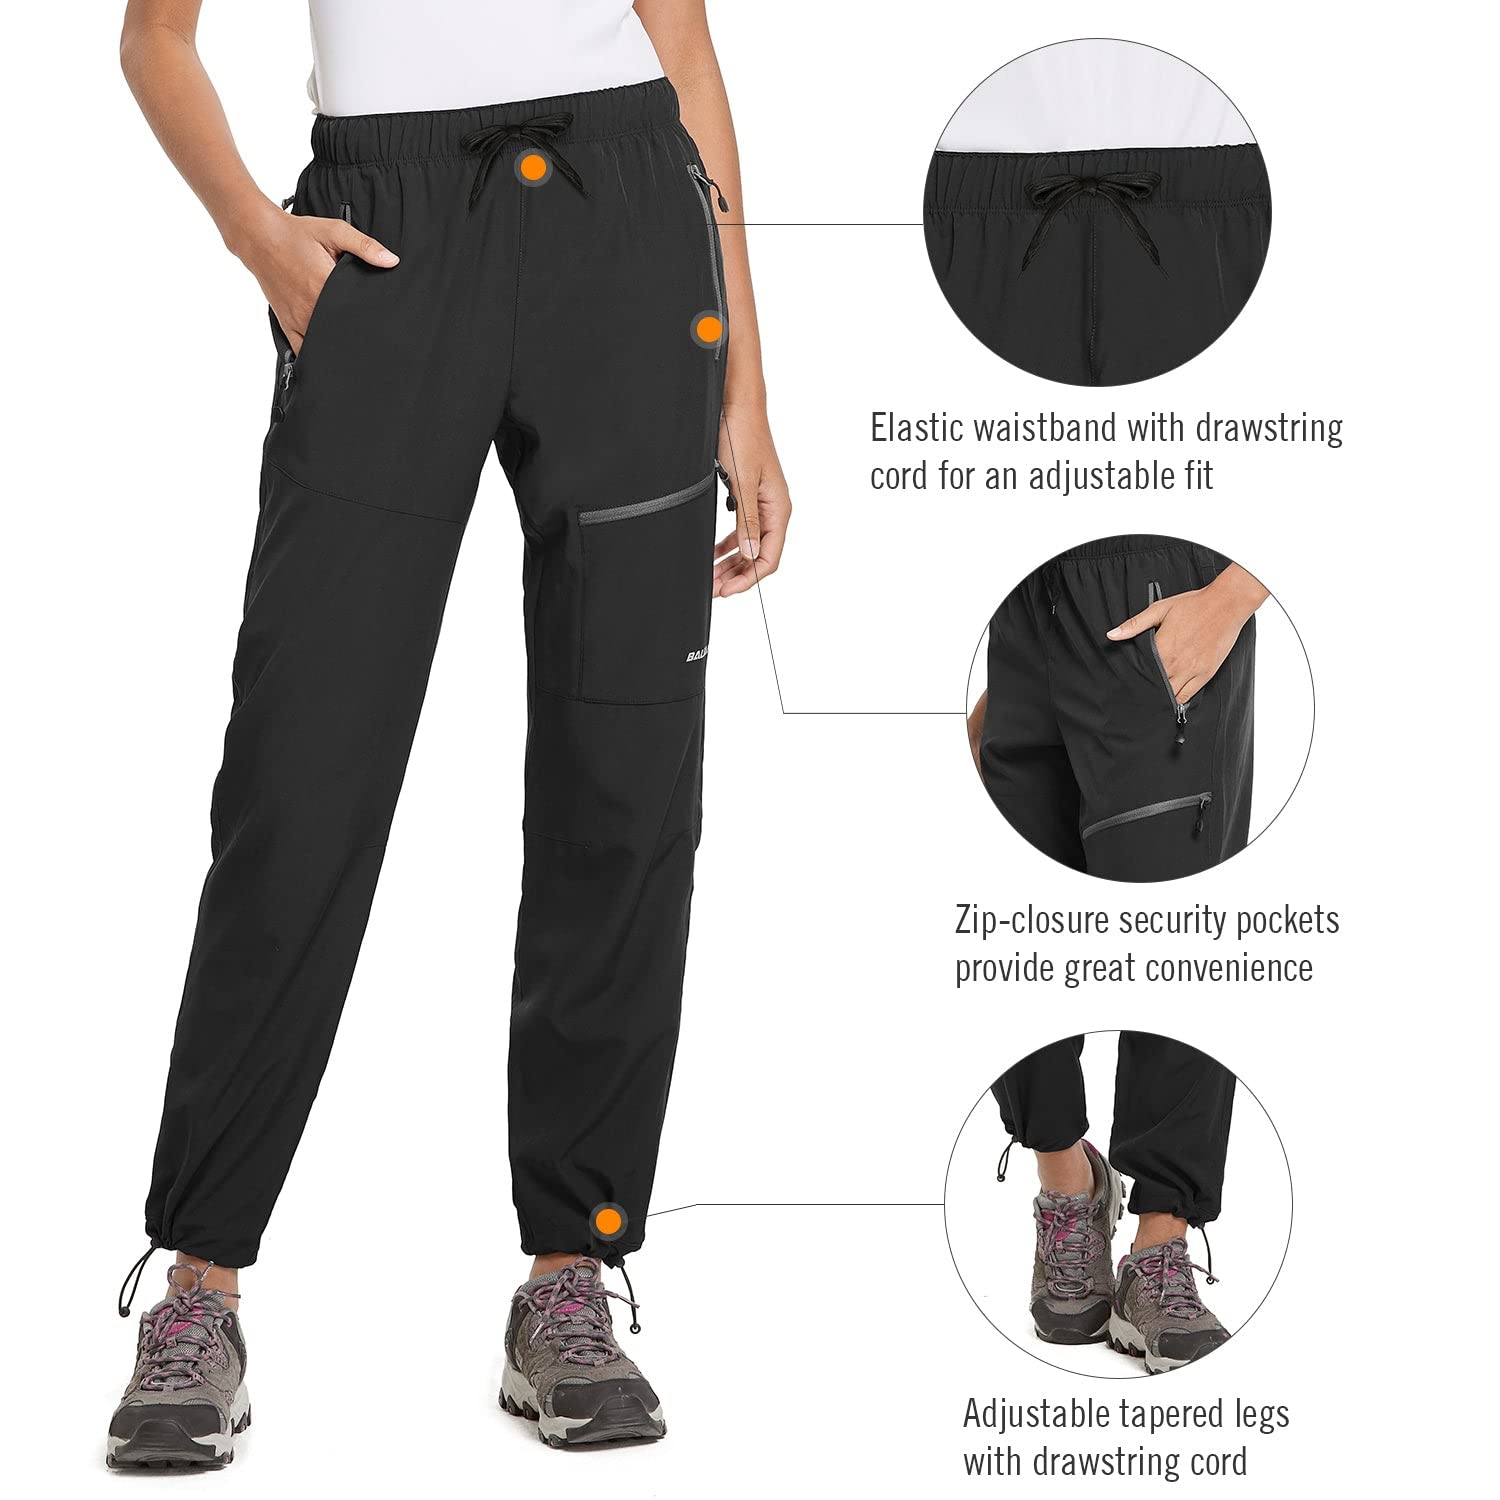 Elastic waistband with drawstring
cord for an adjustable fit
Zip-closure security pockets
provide great convenience
Adjustable tapered legs
with drawstring cord